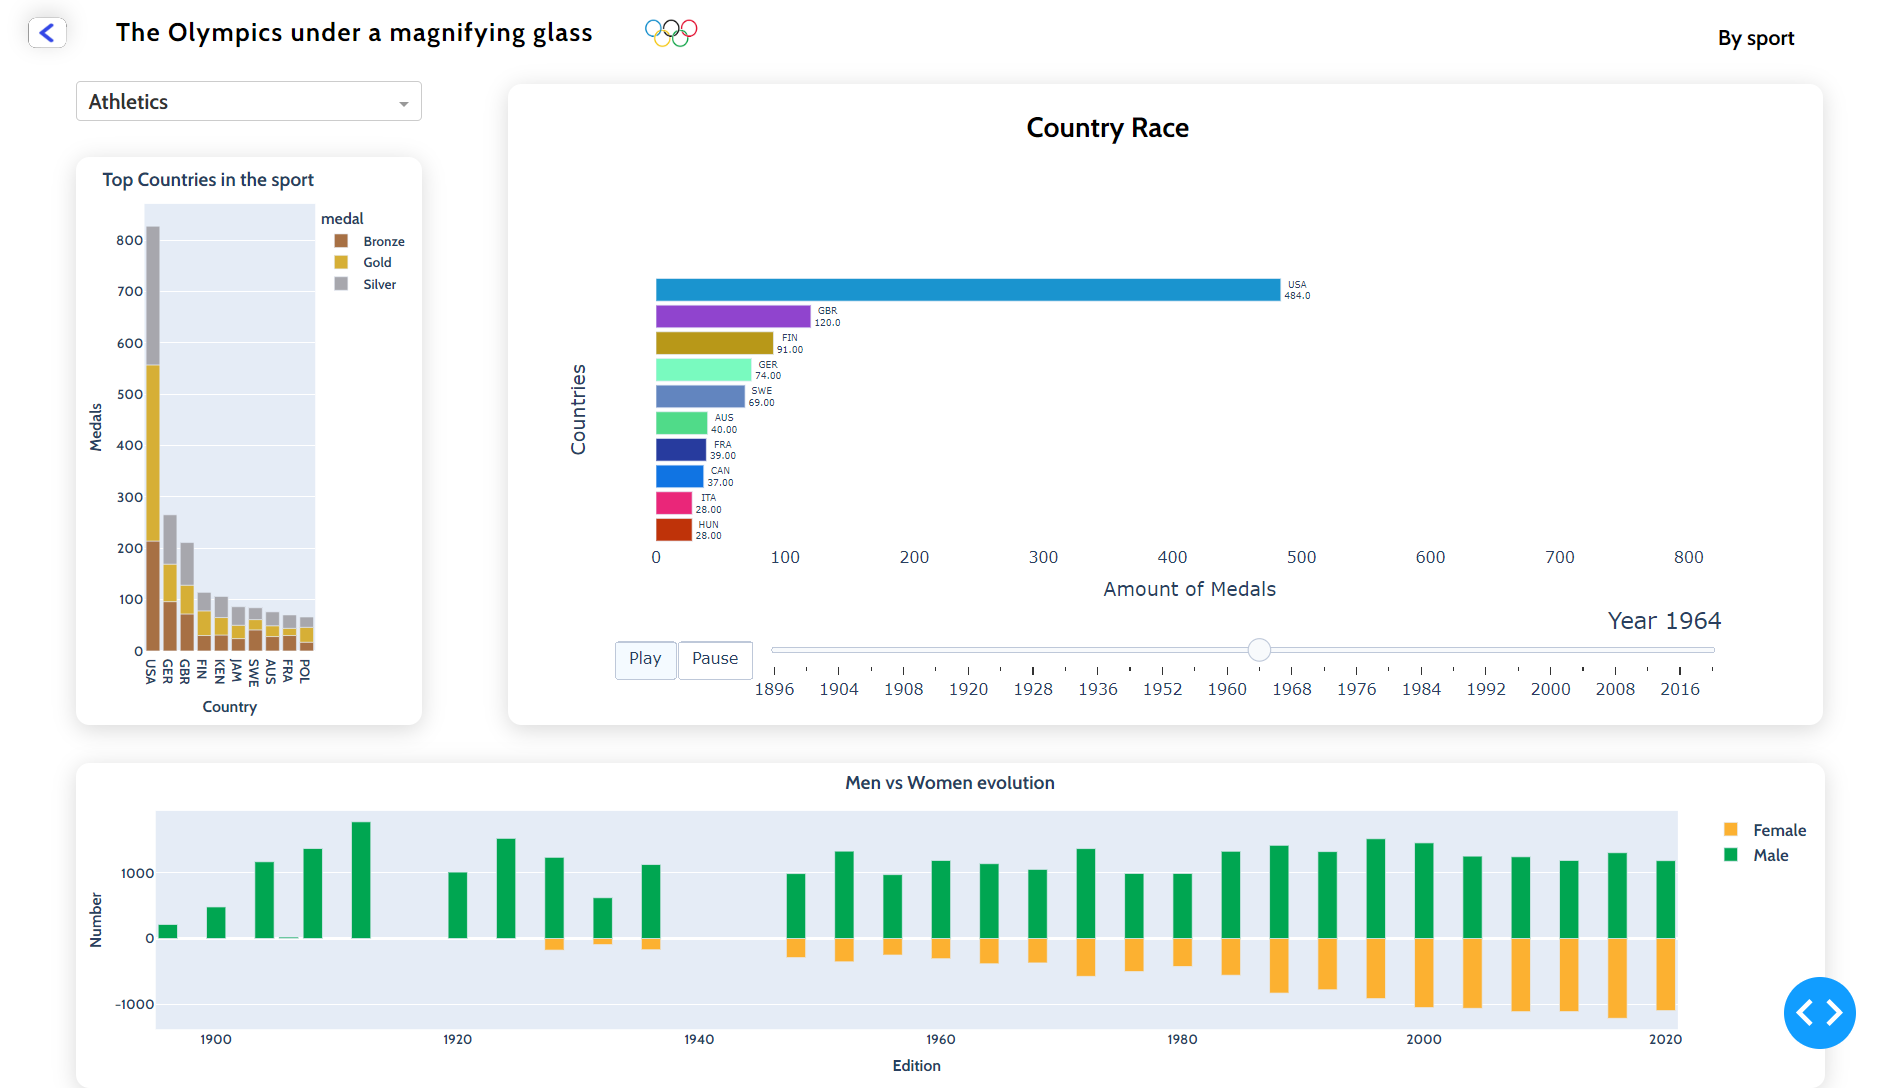 The Olympics under a magnifying glass
By sport
Athletics
Top Countries in the sport
medal
Bronze
Gold
Silver
800
700
600
500
400
300
200
100
0
Medals
USA GER GBR FIN KEN JAM SWE AUS FRA POL
Country
Country Race
Countries
USA
484.0
GBR
120.0
FIN
91.00
GER
74.00
SWE
69.00
AUS
40.00
FRA
39.00
CAN
37.00
ITA
28.00
HUN
28.00
0 100 200 300 400 500 600 700 800
Amount of Medals
Year 1964
Play Pause
1896 1904 1908 1920 1928 1936 1952 1960 1968 1976 1984 1992 2000 2008 2016
Men vs Women evolution
Female
Male
1000
0
-1000
Number
1900 1920 1940 1960 1980 2000 2020
Edition